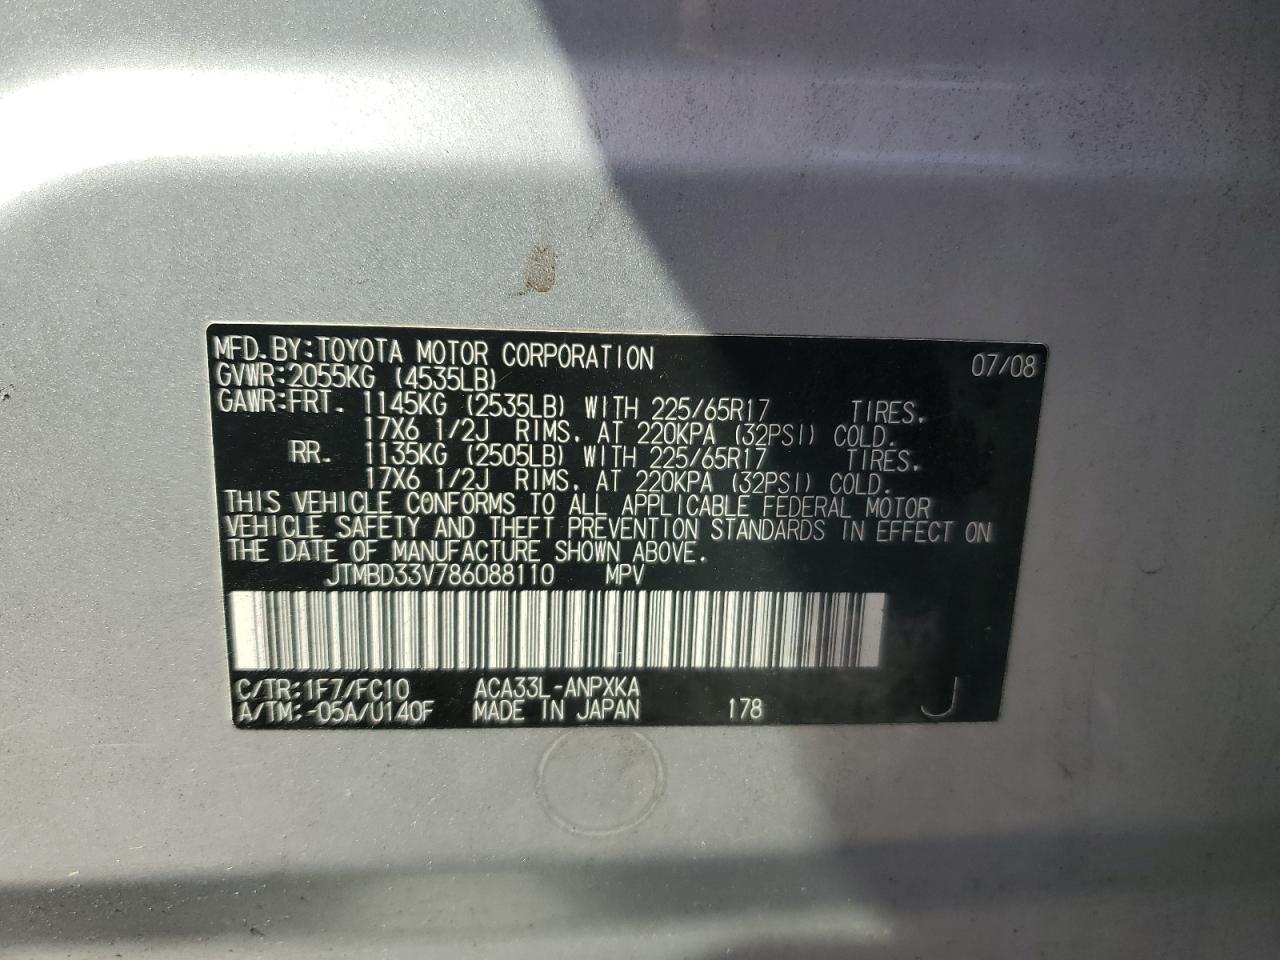 MFD.BY:TOYOTA MOTOR CORPORATION 07/08
GVWR:2055KG (4535LB)
GAWR:FRT. 1145KG (2535LB) WITH 225/65R17 TIRES.
17X6 1/2J RIMS. AT 220KPA (32PSI) COLD.
RR. 1135KG (2505LB) WITH 225/65R17 TIRES.
17X6 1/2J RIMS. AT 220KPA (32PSI) COLD.
THIS VEHICLE CONFORMS TO ALL APPLICABLE FEDERAL MOTOR
VEHICLE SAFETY AND THEFT PREVENTION STANDARDS IN EFFECT ON
THE DATE OF MANUFACTURE SHOWN ABOVE.
JTMBD33V786088110 MPV
C/TR:1F7/FC10 ACA33L-ANPXKA
A/TM:-05A/U140F MADE IN JAPAN 178 J